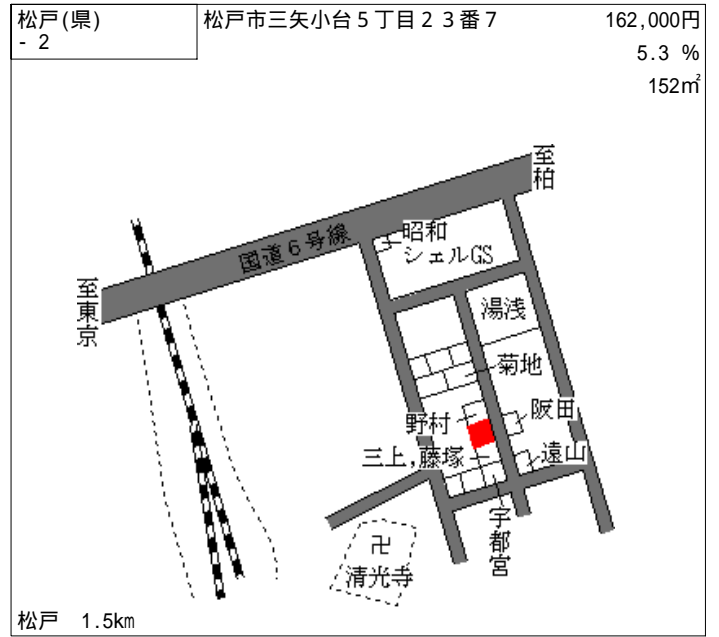 松戸(県)
- 2
松戸市三矢小台５丁目２３番７
162,000円
5.3 %
152㎡
至柏
昭和
シェルGS
国道６号線
至東京
湯浅
菊地
野村
阪田
三上,藤塚
遠山
宇都宮
卍
清光寺
松戸 1.5km